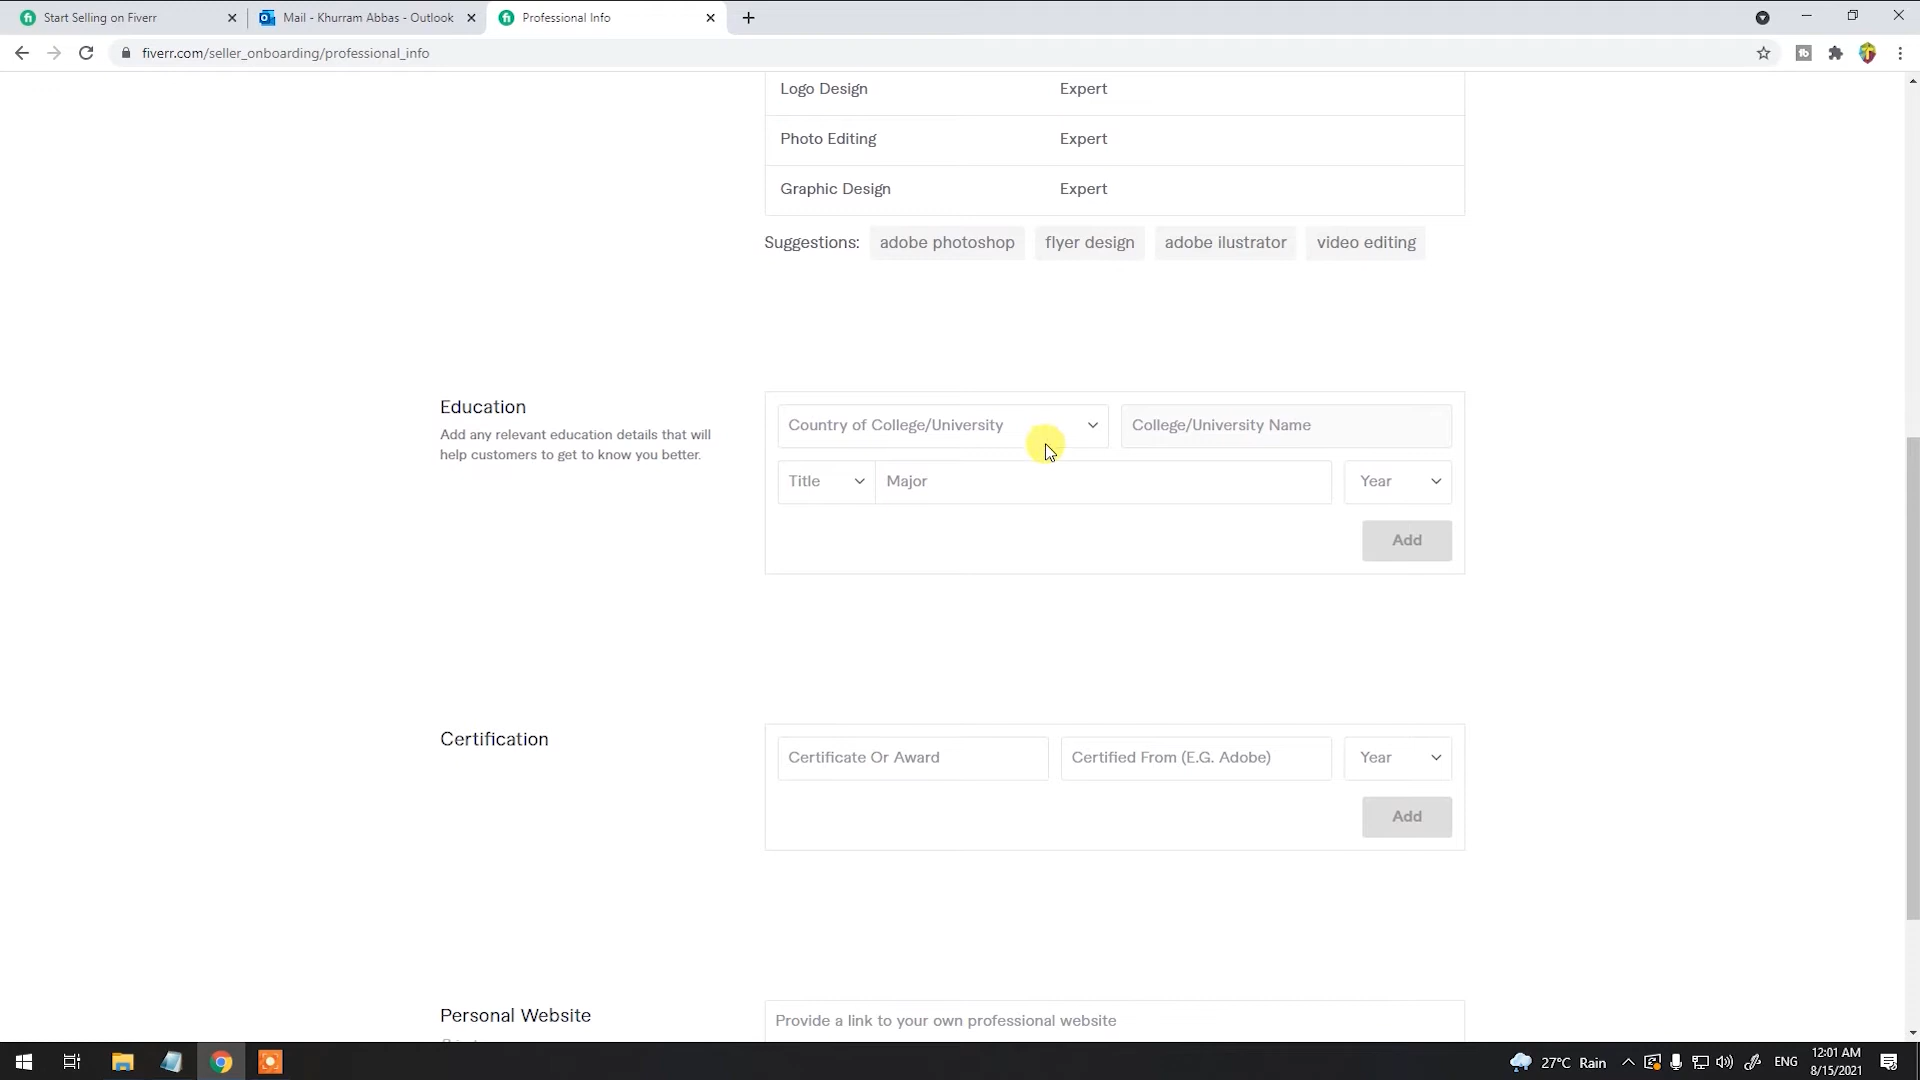 Start Selling on Fiverr
Mail - Khurram Abbas - Outlook
Professional Info
fiverr.com/seller_onboarding/professional_info
Logo Design Expert
Photo Editing Expert
Graphic Design Expert
Suggestions: adobe photoshop flyer design adobe ilustrator video editing
Education
Add any relevant education details that will
help customers to get to know you better.
Country of College/University College/University Name
Title Major Year
Add
Certification
Certificate Or Award Certified From (E.G. Adobe) Year
Add
Personal Website
Provide a link to your own professional website
27°C Rain
ENG
12:01 AM
8/15/2021